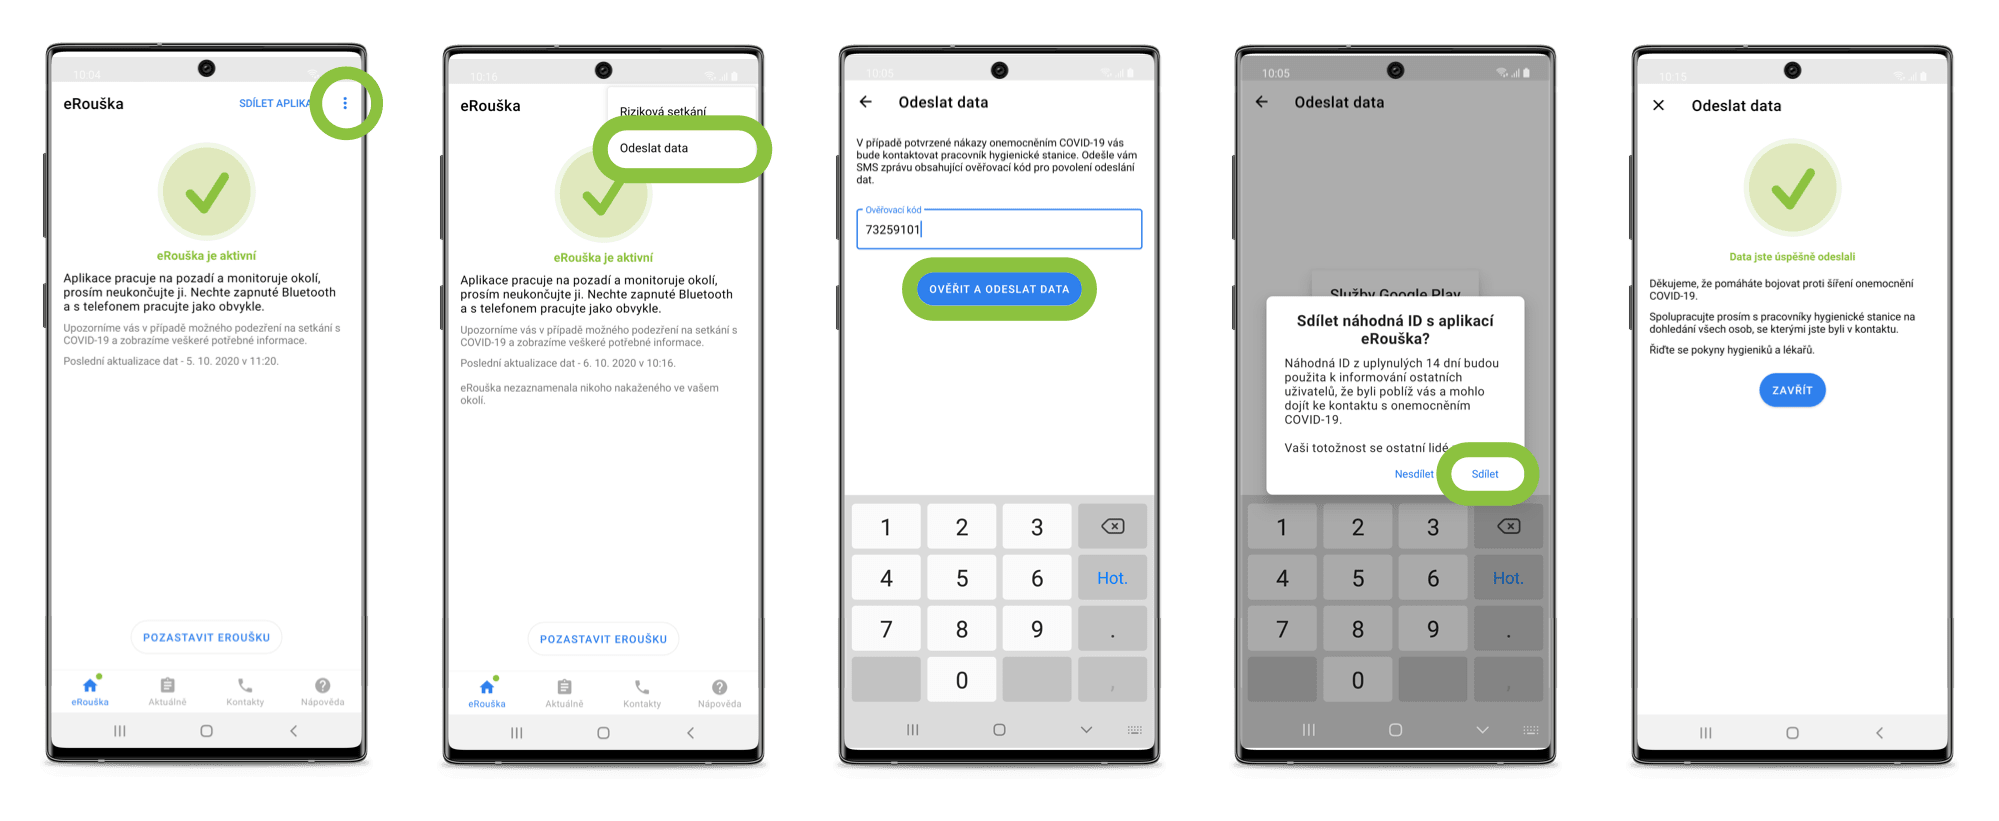 10:04
eRouška
SDÍLET APLIKA
eRouška je aktivní
Aplikace pracuje na pozadí a monitoruje okolí,
prosím neukončujte ji. Nechte zapnuté Bluetooth
a s telefonem pracujte jako obvykle.
Upozorníme vás v případě možného podezření na setkání s
COVID-19 a zobrazíme veškeré potřebné informace.
Poslední aktualizace dat - 5. 10. 2020 v 11:20.
POZASTAVIT EROUŠKU
eRouška
Aktuálně
Kontakty
Nápověda
10:16
eRouška
Riziková setkání
Odeslat data
eRouška je aktivní
Aplikace pracuje na pozadí a monitoruje okolí,
prosím neukončujte ji. Nechte zapnuté Bluetooth
a s telefonem pracujte jako obvykle.
Upozorníme vás v případě možného podezření na setkání s
COVID-19 a zobrazíme veškeré potřebné informace.
Poslední aktualizace dat - 6. 10. 2020 v 10:16.
eRouška nezaznamenala nikoho nakaženého ve vašem
okolí.
POZASTAVIT EROUŠKU
eRouška
Aktuálně
Kontakty
Nápověda
10:05
Odeslat data
V případě potvrzené nákazy onemocněním COVID-19 vás
bude kontaktovat pracovník hygienické stanice. Odešle vám
SMS zprávu obsahující ověřovací kód pro povolení odeslání
dat.
Ověřovací kód
73259101
OVĚŘIT A ODESLAT DATA
1 2 3
4 5 6 Hot.
7 8 9 .
0 ,
10:05
Odeslat data
Služby Google Play
Sdílet náhodná ID s aplikací
eRouška?
Náhodná ID z uplynulých 14 dní budou
použita k informování ostatních
uživatelů, že byli poblíž vás a mohlo
dojít ke kontaktu s onemocněním
COVID-19.
Vaši totožnost se ostatní lidé
Nesdílet
Sdílet
1 2 3
4 5 6 Hot.
7 8 9 .
0 ,
10:15
Odeslat data
Data jste úspěšně odeslali
Děkujeme, že pomáháte bojovat proti šíření onemocnění
COVID-19.
Spolupracujte prosím s pracovníky hygienické stanice na
dohledání všech osob, se kterými jste byli v kontaktu.
Řiďte se pokyny hygieniků a lékařů.
ZAVŘÍT